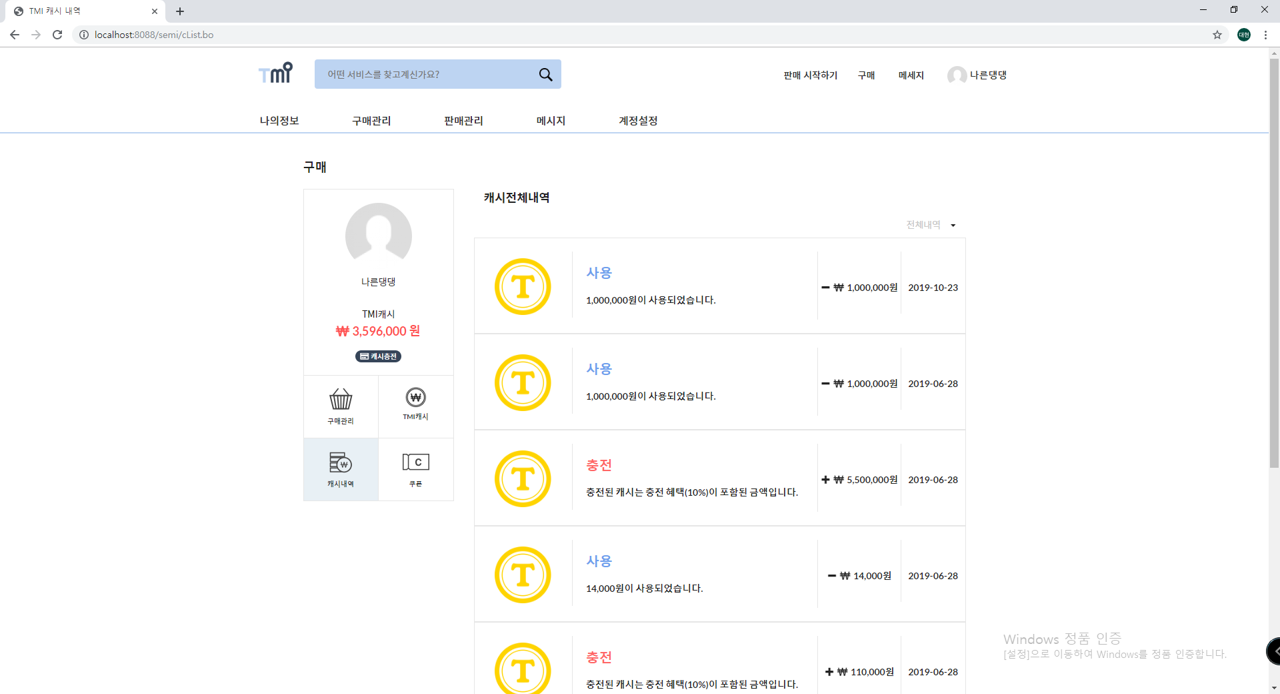 TMI 캐시 내역
localhost:8088/semi/cList.bo
대현
Tmi
어떤 서비스를 찾고계신가요?
판매 시작하기 구매 메세지 나른댕댕
나의정보 구매관리 판매관리 메시지 계정설정
구매
캐시전체내역
전체내역
나른댕댕
TMI캐시
₩ 3,596,000 원
캐시충전
구매관리
TMI캐시
캐시내역
C
쿠폰
T
사용
1,000,000원이 사용되었습니다.
₩ 1,000,000원
2019-10-23
T
사용
1,000,000원이 사용되었습니다.
₩ 1,000,000원
2019-06-28
T
충전
충전된 캐시는 충전 혜택(10%)이 포함된 금액입니다.
₩ 5,500,000원
2019-06-28
T
사용
14,000원이 사용되었습니다.
₩ 14,000원
2019-06-28
T
충전
충전된 캐시는 충전 혜택(10%)이 포함된 금액입니다.
₩ 110,000원
2019-06-28
Windows 정품 인증
[설정]으로 이동하여 Windows를 정품 인증합니다.